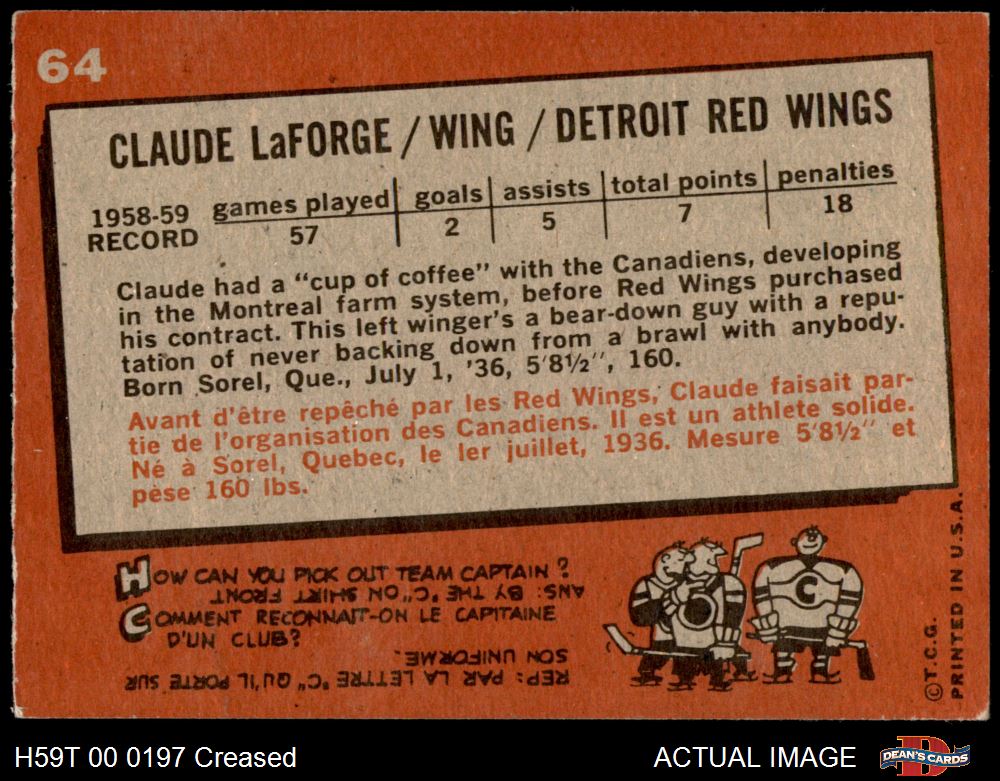 64
CLAUDE LaFORGE / WING / DETROIT RED WINGS
games played goals assists total points penalties
1958-59 RECORD 57 2 5 7 18
Claude had a “cup of coffee” with the Canadiens, developing
in the Montreal farm system, before Red Wings purchased
his contract. This left winger's a bear-down guy with a repu-
tation of never backing down from a brawl with anybody.
Born Sorel, Que., July 1, '36, 5'8½'', 160.
Avant d'être repêché par les Red Wings, Claude faisait par-
tie de l'organisation des Canadiens. Il est un athlete solide.
Né à Sorel, Quebec, le 1er juillet, 1936. Mesure 5'8½'' et
pèse 160 lbs.
HOW CAN YOU PICK OUT TEAM CAPTAIN ?
ANS: BY THE "C" ON SHIRT FRONT
COMMENT RECONNAIT-ON LE CAPITAINE
D'UN CLUB?
REP: PAR LA LETTRE "C" QU'IL PORTE SUR
SON UNIFORME.
C
©T.C.G.
PRINTED IN U.S.A.
H59T 00 0197 Creased
ACTUAL IMAGE
DEAN'S CARDS